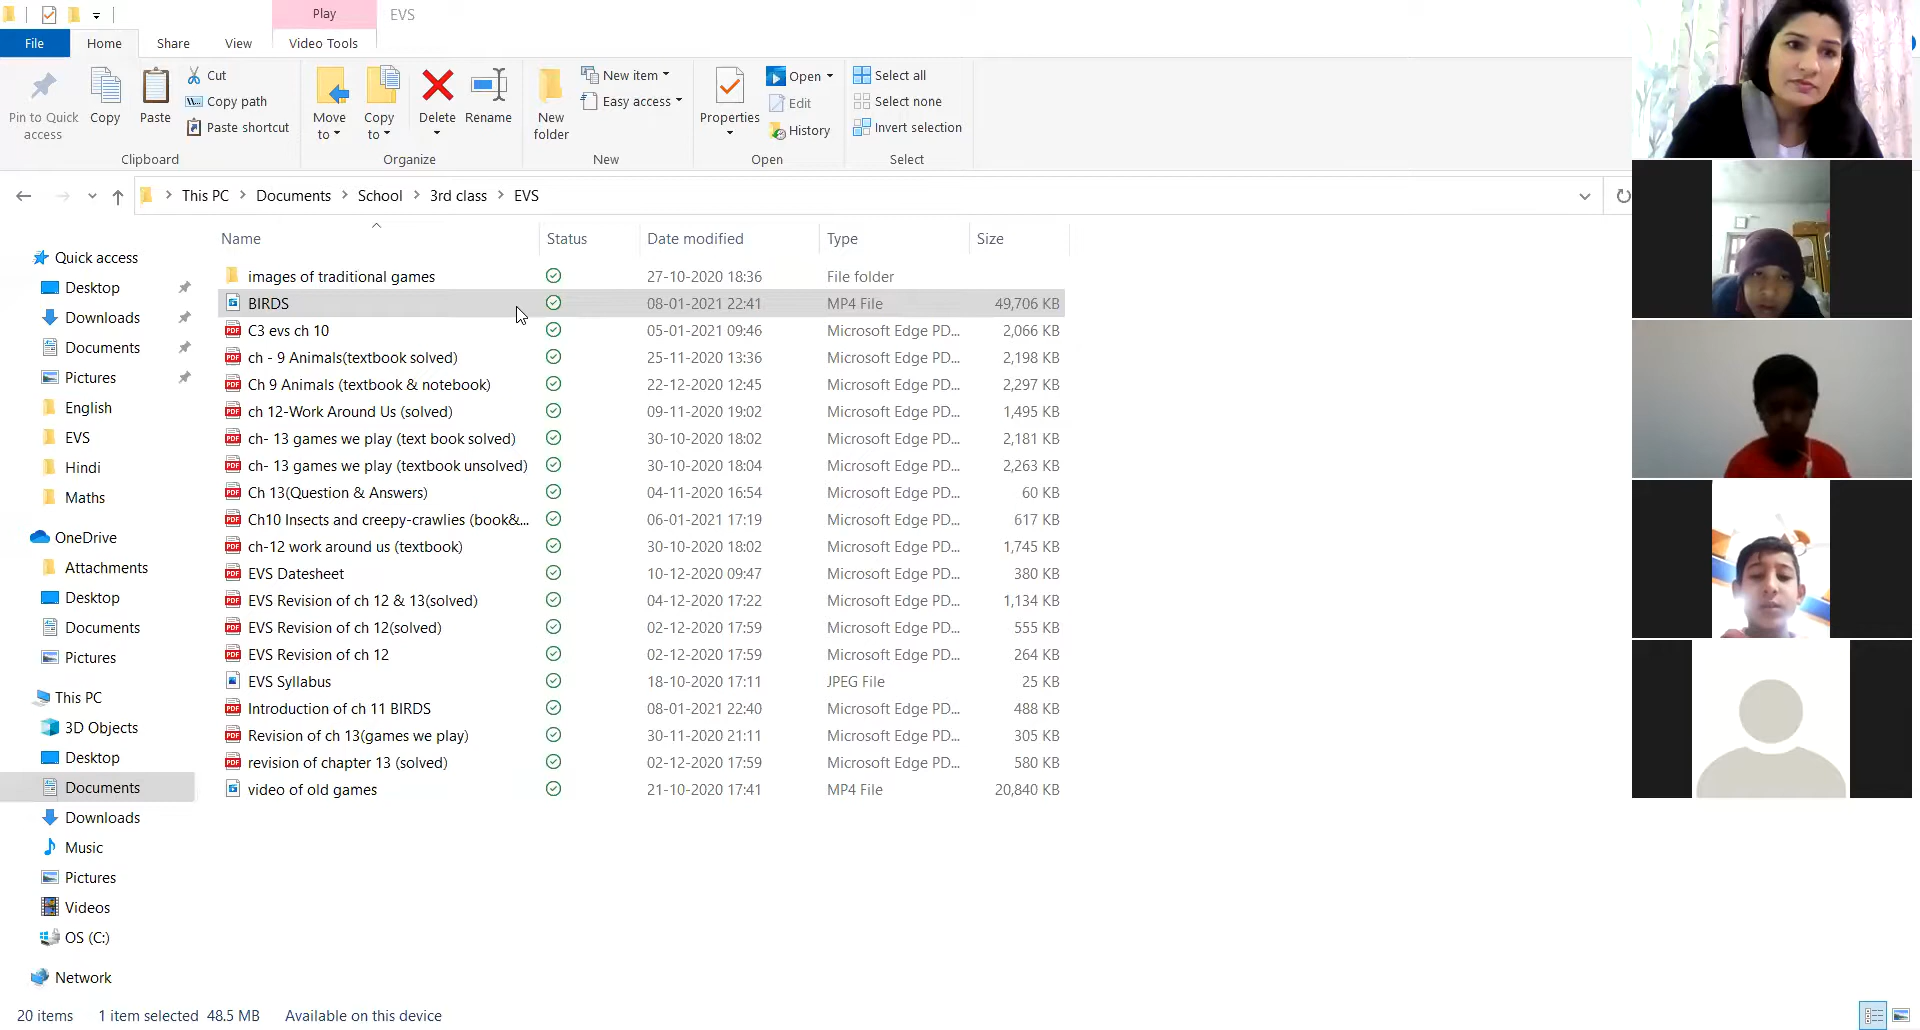 Play EVS
File Home Share View Video Tools
Pin to Quick access
Copy
Paste
Cut
Copy path
Paste shortcut
Move to
Copy to
Delete
Rename
New folder
New item
Easy access
Properties
Open
Edit
History
Select all
Select none
Invert selection
Clipboard Organize New Open Select
This PC Documents School 3rd class EVS
Name Status Date modified Type Size
images of traditional games 27-10-2020 18:36 File folder
BIRDS 08-01-2021 22:41 MP4 File 49,706 KB
C3 evs ch 10 05-01-2021 09:46 Microsoft Edge PD... 2,066 KB
ch - 9 Animals(textbook solved) 25-11-2020 13:36 Microsoft Edge PD... 2,198 KB
Ch 9 Animals (textbook & notebook) 22-12-2020 12:45 Microsoft Edge PD... 2,297 KB
ch 12-Work Around Us (solved) 09-11-2020 19:02 Microsoft Edge PD... 1,495 KB
ch- 13 games we play (text book solved) 30-10-2020 18:02 Microsoft Edge PD... 2,181 KB
ch- 13 games we play (textbook unsolved) 30-10-2020 18:04 Microsoft Edge PD... 2,263 KB
Ch 13(Question & Answers) 04-11-2020 16:54 Microsoft Edge PD... 60 KB
Ch10 Insects and creepy-crawlies (book&... 06-01-2021 17:19 Microsoft Edge PD... 617 KB
ch-12 work around us (textbook) 30-10-2020 18:02 Microsoft Edge PD... 1,745 KB
EVS Datesheet 10-12-2020 09:47 Microsoft Edge PD... 380 KB
EVS Revision of ch 12 & 13(solved) 04-12-2020 17:22 Microsoft Edge PD... 1,134 KB
EVS Revision of ch 12(solved) 02-12-2020 17:59 Microsoft Edge PD... 555 KB
EVS Revision of ch 12 02-12-2020 17:59 Microsoft Edge PD... 264 KB
EVS Syllabus 18-10-2020 17:11 JPEG File 25 KB
Introduction of ch 11 BIRDS 08-01-2021 22:40 Microsoft Edge PD... 488 KB
Revision of ch 13(games we play) 30-11-2020 21:11 Microsoft Edge PD... 305 KB
revision of chapter 13 (solved) 02-12-2020 17:59 Microsoft Edge PD... 580 KB
video of old games 21-10-2020 17:41 MP4 File 20,840 KB
Quick access
Desktop
Downloads
Documents
Pictures
English
EVS
Hindi
Maths
OneDrive
Attachments
Desktop
Documents
Pictures
This PC
3D Objects
Desktop
Documents
Downloads
Music
Pictures
Videos
OS (C:)
Network
20 items 1 item selected 48.5 MB Available on this device